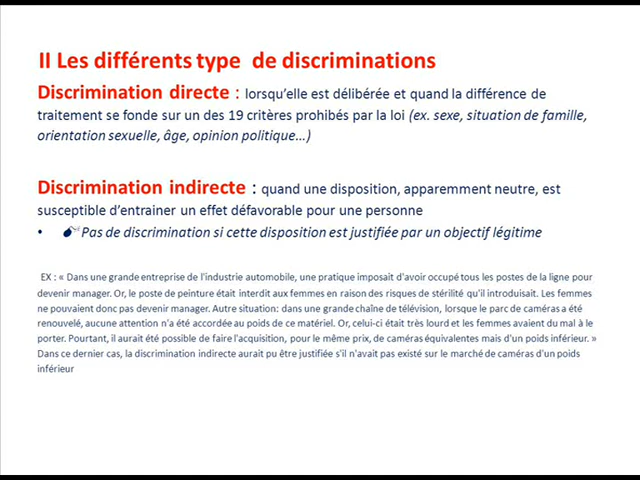 II Les différents type  de discriminations
Discrimination directe : lorsqu'elle est délibérée et quand la différence de
traitement se fonde sur un des 19 critères prohibés par la loi (ex. sexe, situation de famille,
orientation sexuelle, âge, opinion politique…)
Discrimination indirecte : quand une disposition, apparemment neutre, est
susceptible d'entrainer un effet défavorable pour une personne
• 💣 Pas de discrimination si cette disposition est justifiée par un objectif légitime
EX : « Dans une grande entreprise de l'industrie automobile, une pratique imposait d'avoir occupé tous les postes de la ligne pour
devenir manager. Or, le poste de peinture était interdit aux femmes en raison des risques de stérilité qu'il introduisait. Les femmes
ne pouvaient donc pas devenir manager. Autre situation: dans une grande chaîne de télévision, lorsque le parc de caméras a été
renouvelé, aucune attention n'a été accordée au poids de ce matériel. Or, celui-ci était très lourd et les femmes avaient du mal à le
porter. Pourtant, il aurait été possible de faire l'acquisition, pour le même prix, de caméras équivalentes mais d'un poids inférieur. »
Dans ce dernier cas, la discrimination indirecte aurait pu être justifiée s'il n'avait pas existé sur le marché de caméras d'un poids
inférieur